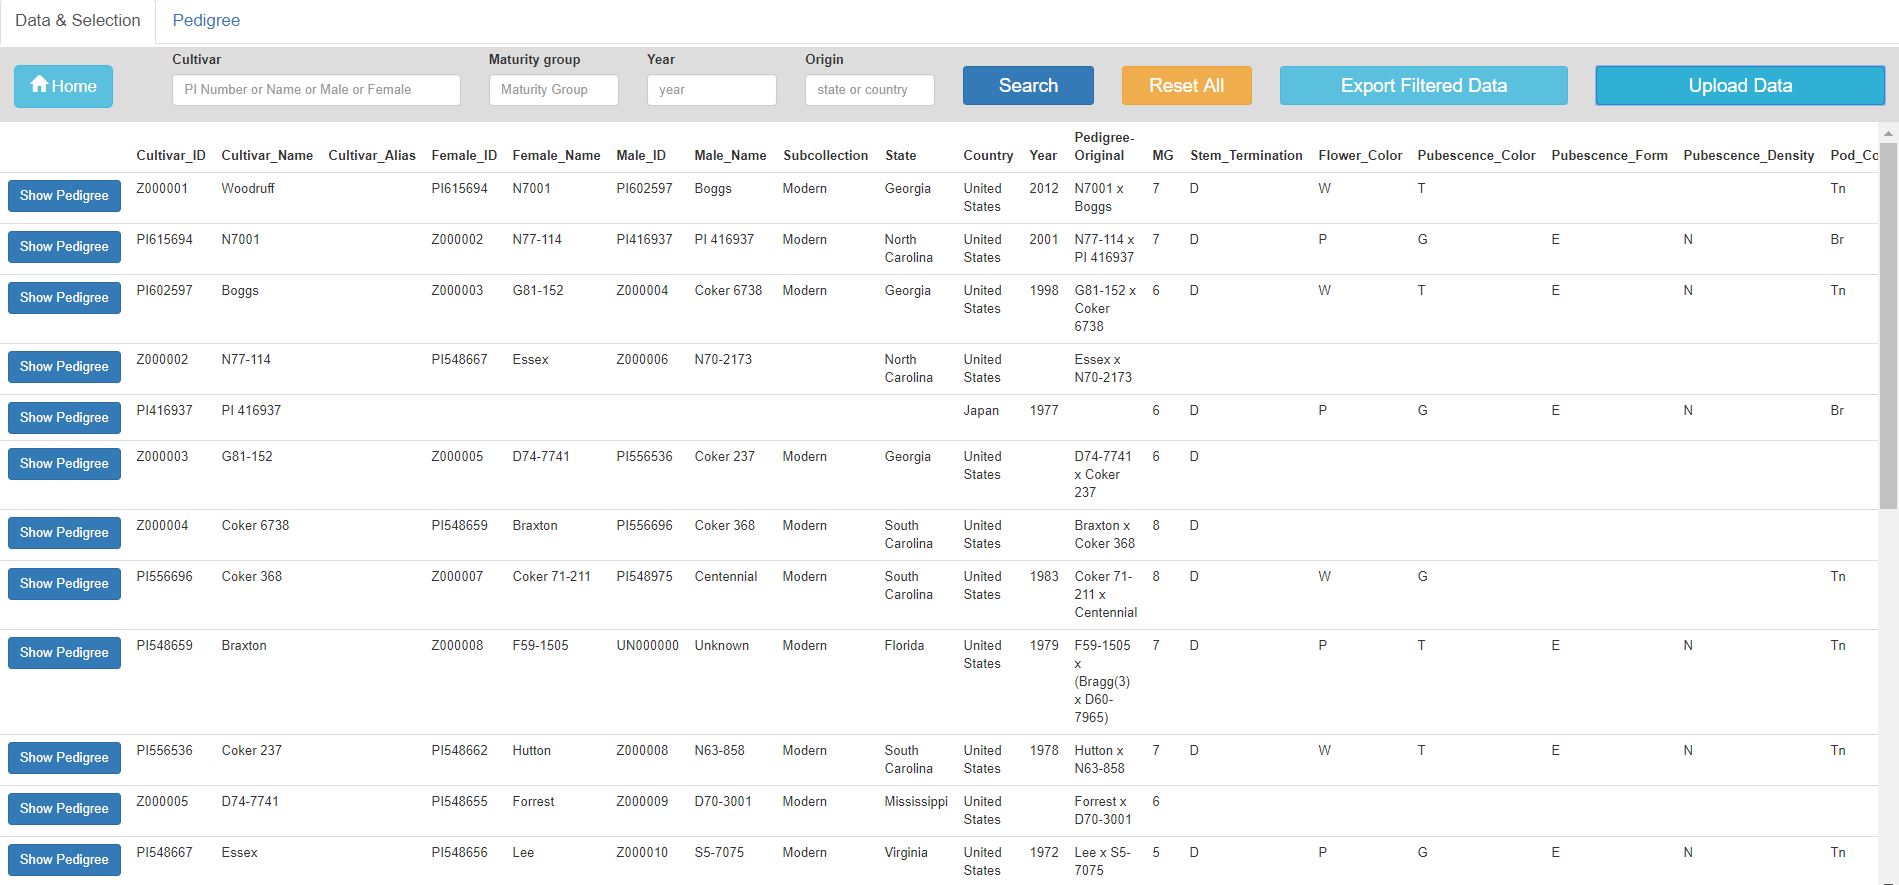 Data & Selection Pedigree
Cultivar Maturity group Year Origin
Home PI Number or Name or Male or Female Maturity Group year state or country Search Reset All Export Filtered Data Upload Data
Cultivar_ID Cultivar_Name Cultivar_Alias Female_ID Female_Name Male_ID Male_Name Subcollection State Country Year Pedigree-Original MG Stem_Termination Flower_Color Pubescence_Color Pubescence_Form Pubescence_Density Pod_Co
Show Pedigree Z000001 Woodruff PI615694 N7001 PI602597 Boggs Modern Georgia United States 2012 N7001 x Boggs 7 D W T Tn
Show Pedigree PI615694 N7001 Z000002 N77-114 PI416937 PI 416937 Modern North Carolina United States 2001 N77-114 x PI 416937 7 D P G E N Br
Show Pedigree PI602597 Boggs Z000003 G81-152 Z000004 Coker 6738 Modern Georgia United States 1998 G81-152 x Coker 6738 6 D W T E N Tn
Show Pedigree Z000002 N77-114 PI548667 Essex Z000006 N70-2173 North Carolina United States Essex x N70-2173
Show Pedigree PI416937 PI 416937 Japan 1977 6 D P G E N Br
Show Pedigree Z000003 G81-152 Z000005 D74-7741 PI556536 Coker 237 Modern Georgia United States D74-7741 x Coker 237 6 D
Show Pedigree Z000004 Coker 6738 PI548659 Braxton PI556696 Coker 368 Modern South Carolina United States Braxton x Coker 368 8 D
Show Pedigree PI556696 Coker 368 Z000007 Coker 71-211 PI548975 Centennial Modern South Carolina United States 1983 Coker 71-211 x Centennial 8 D W G Tn
Show Pedigree PI548659 Braxton Z000008 F59-1505 UN000000 Unknown Modern Florida United States 1979 F59-1505 x (Bragg(3) x D60-7965) 7 D P T E N Tn
Show Pedigree PI556536 Coker 237 PI548662 Hutton Z000008 N63-858 Modern South Carolina United States 1978 Hutton x N63-858 7 D W T E N Tn
Show Pedigree Z000005 D74-7741 PI548655 Forrest Z000009 D70-3001 Modern Mississippi United States Forrest x D70-3001 6
Show Pedigree PI548667 Essex PI548656 Lee Z000010 S5-7075 Modern Virginia United States 1972 Lee x S5-7075 5 D P G E N Tn